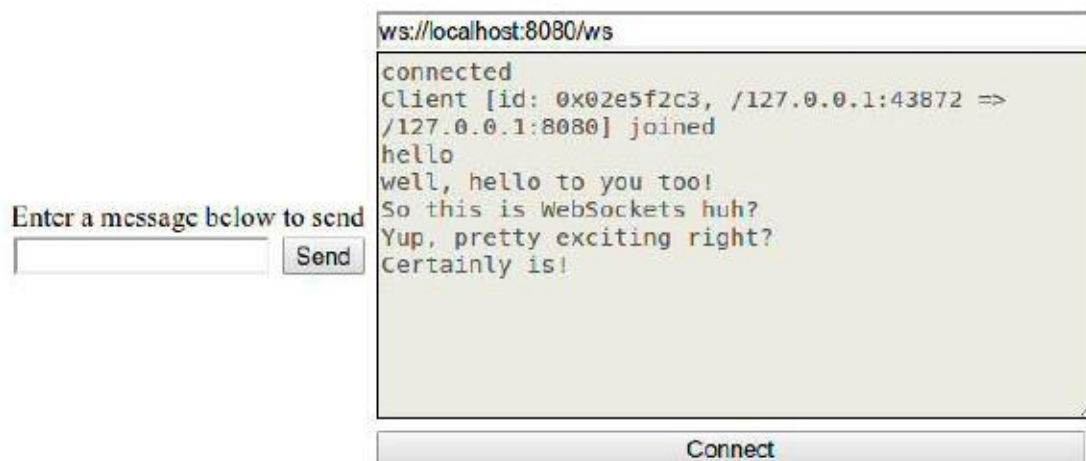 ws://localhost:8080/ws
connected
Client [id: 0x02e5f2c3, /127.0.0.1:43872 =>
/127.0.0.1:8080] joined
hello
well, hello to you too!
So this is WebSockets huh?
Yup, pretty exciting right?
Certainly is!
Enter a message below to send
Send
Connect